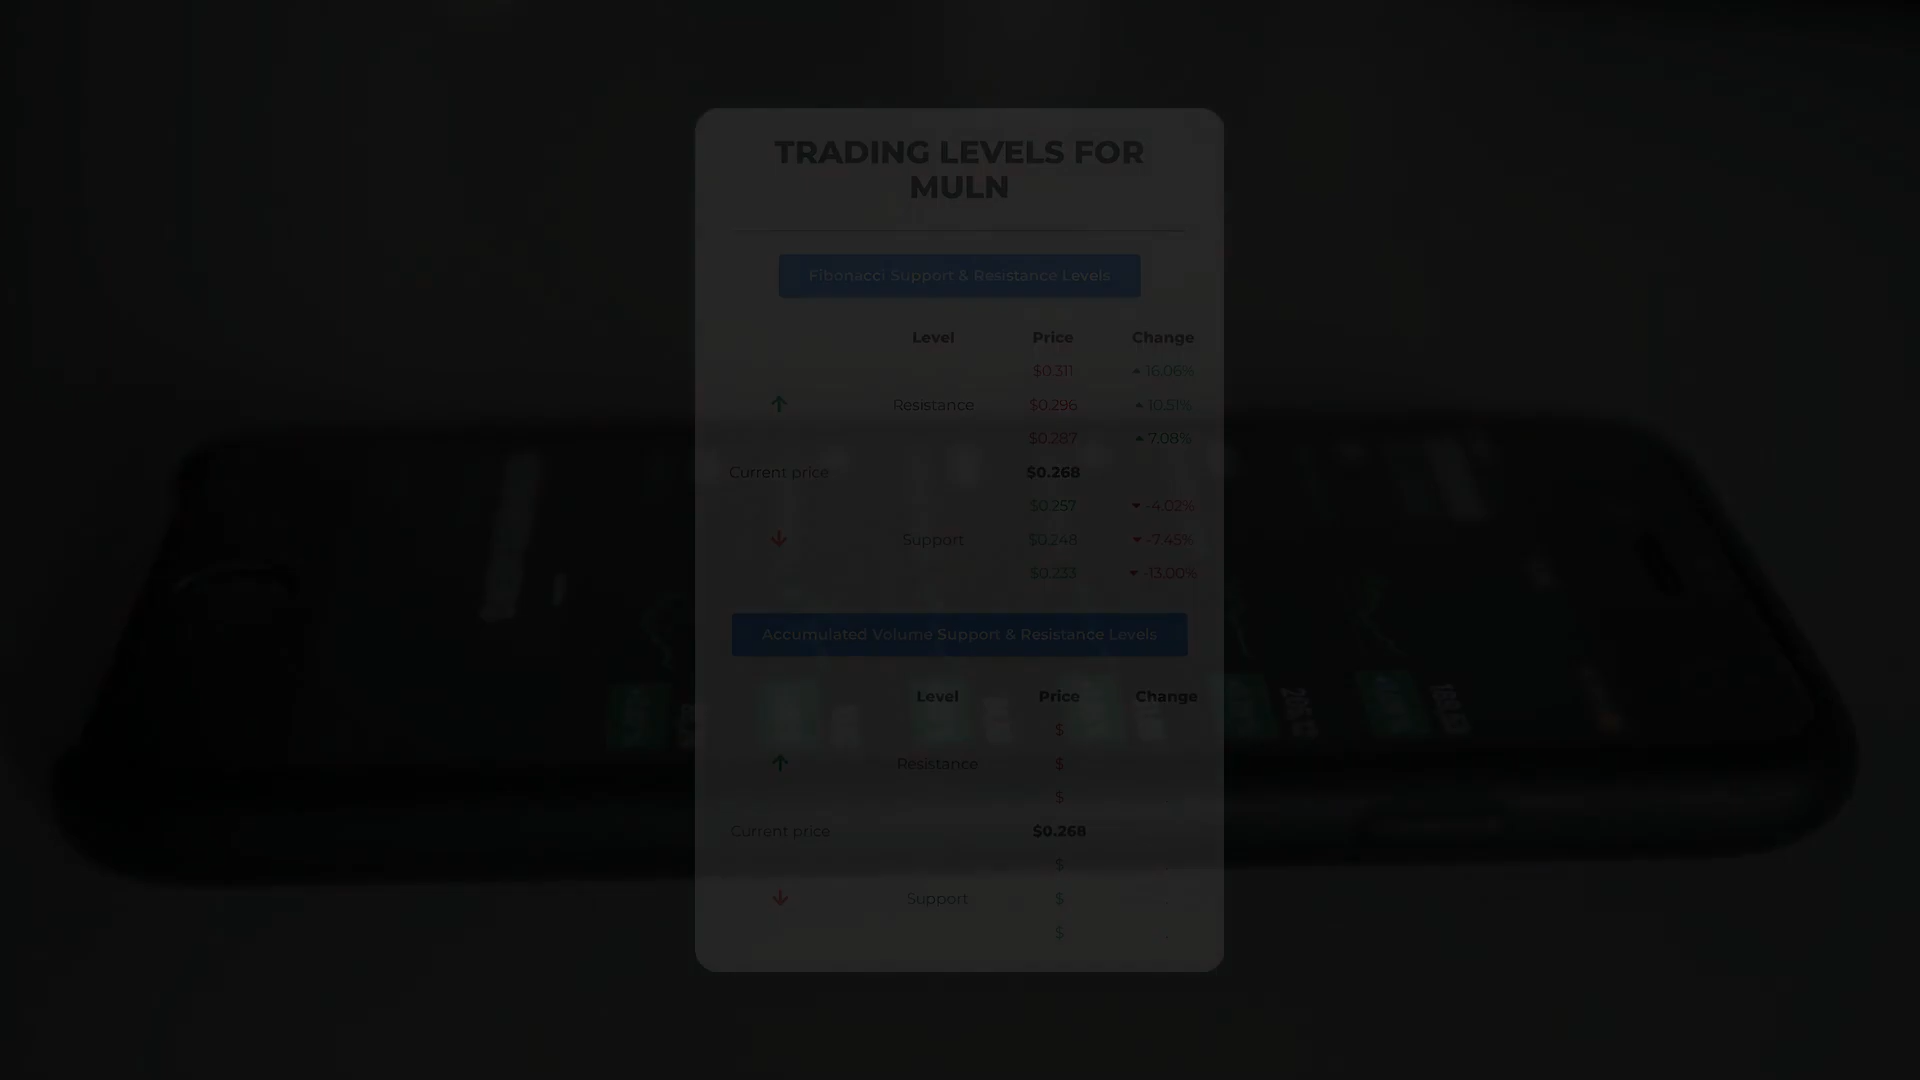 TRADING LEVELS FOR
MULN
Fibonacci Support & Resistance Levels
Level Price Change
$0.311 ▲ 16.06%
Resistance $0.296 ▲ 10.51%
$0.287 ▲ 7.08%
Current price $0.268
$0.257 ▼ -4.02%
Support $0.248 ▼ -7.45%
$0.233 ▼ -13.00%
Accumulated Volume Support & Resistance Levels
Level Price Change
$
Resistance $
$
Current price $0.268
$
Support $
$